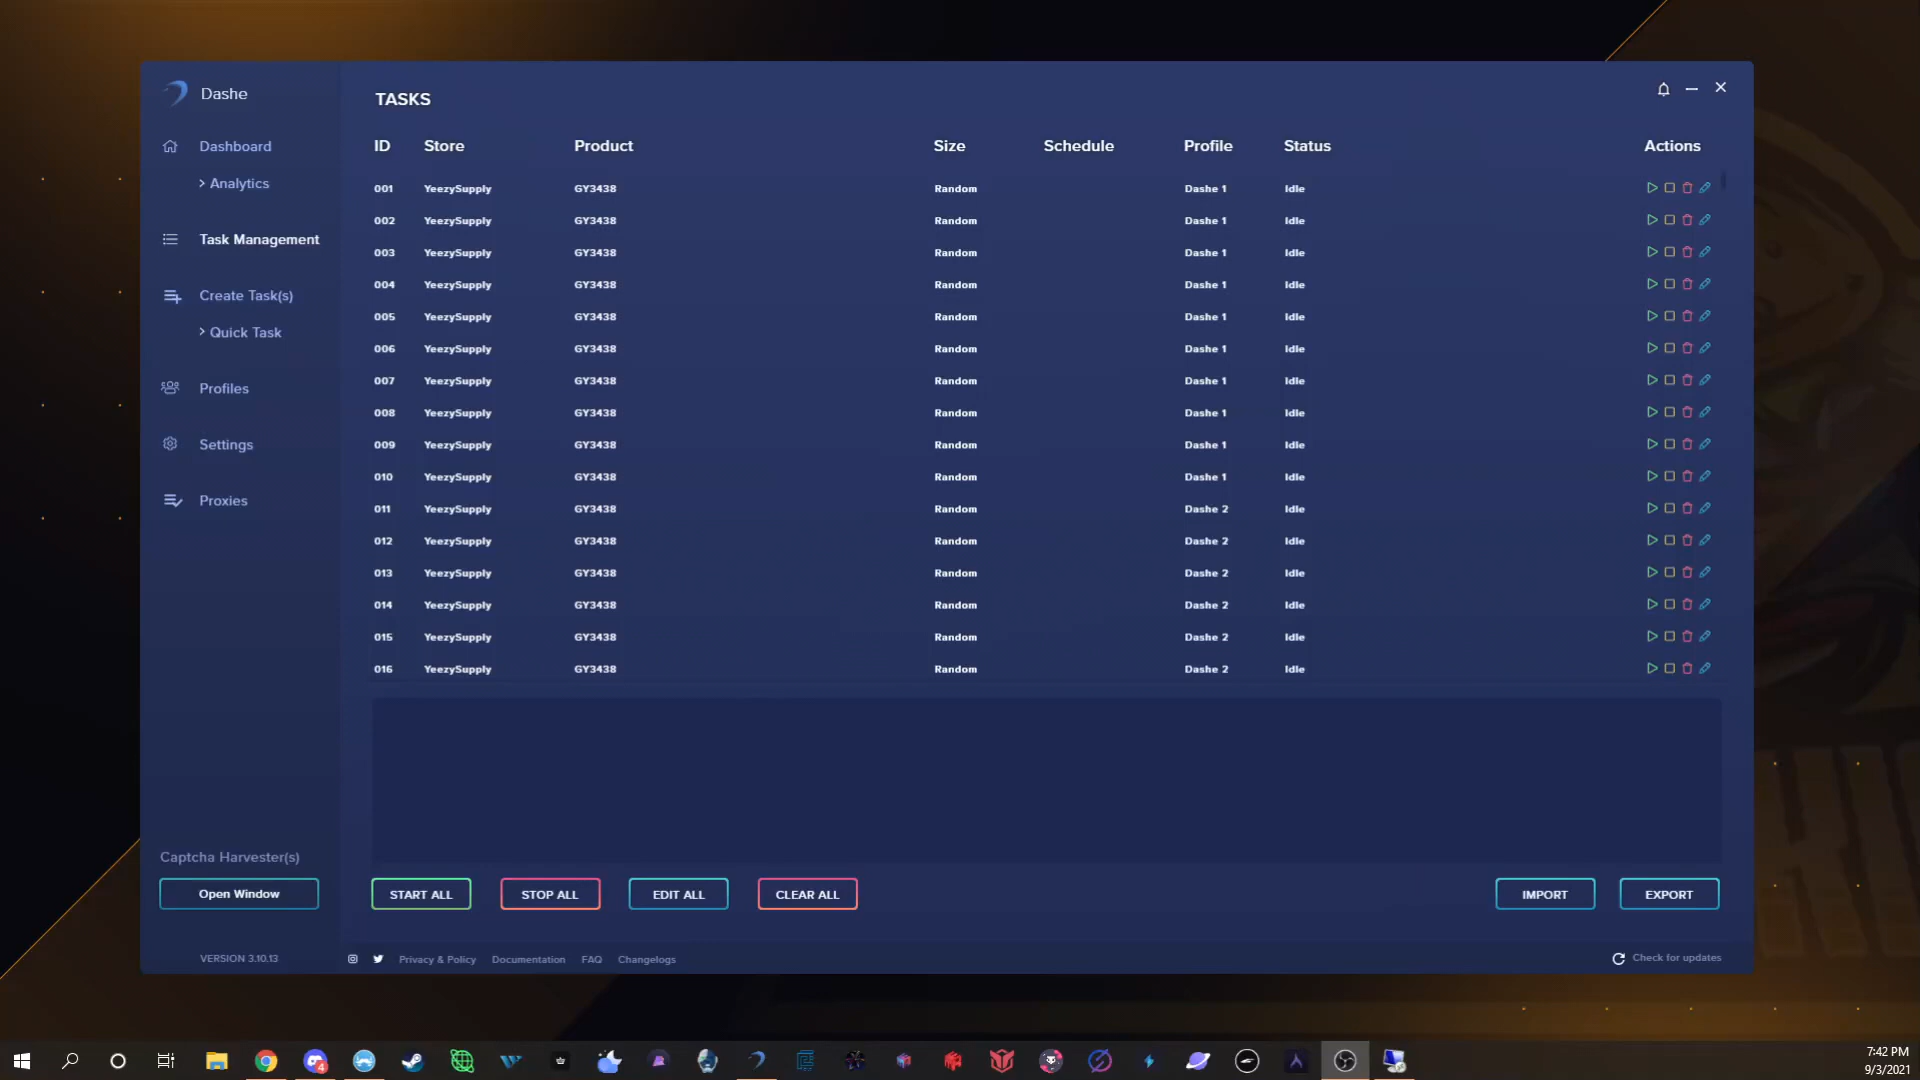 Dashe
Dashboard
Analytics
Task Management
Create Task(s)
Quick Task
Profiles
Settings
Proxies
Captcha Harvester(s)
Open Window
VERSION 3.10.13
TASKS
ID Store Product Size Schedule Profile Status Actions
001 YeezySupply GY3438 Random Dashe 1 Idle
002 YeezySupply GY3438 Random Dashe 1 Idle
003 YeezySupply GY3438 Random Dashe 1 Idle
004 YeezySupply GY3438 Random Dashe 1 Idle
005 YeezySupply GY3438 Random Dashe 1 Idle
006 YeezySupply GY3438 Random Dashe 1 Idle
007 YeezySupply GY3438 Random Dashe 1 Idle
008 YeezySupply GY3438 Random Dashe 1 Idle
009 YeezySupply GY3438 Random Dashe 1 Idle
010 YeezySupply GY3438 Random Dashe 1 Idle
011 YeezySupply GY3438 Random Dashe 2 Idle
012 YeezySupply GY3438 Random Dashe 2 Idle
013 YeezySupply GY3438 Random Dashe 2 Idle
014 YeezySupply GY3438 Random Dashe 2 Idle
015 YeezySupply GY3438 Random Dashe 2 Idle
016 YeezySupply GY3438 Random Dashe 2 Idle
START ALL STOP ALL EDIT ALL CLEAR ALL IMPORT EXPORT
Privacy & Policy Documentation FAQ Changelogs Check for updates
4
7:42 PM
9/3/2021